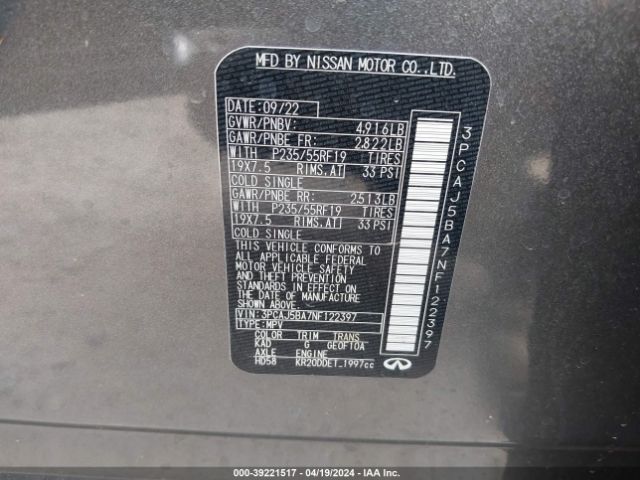 MFD BY NISSAN MOTOR CO.,LTD.
DATE:09/22
GVWR/PNBV: 4,916LB
GAWR/PNBE FR: 2,822LB
WITH P235/55RF19 TIRES
19X7.5 RIMS,AT 33 PSI
COLD SINGLE
GAWR/PNBE RR: 2,513LB
WITH P235/55RF19 TIRES
19X7.5 RIMS,AT 33 PSI
COLD SINGLE
THIS VEHICLE CONFORMS TO
ALL APPLICABLE FEDERAL
MOTOR VEHICLE SAFETY
AND THEFT PREVENTION
STANDARDS IN EFFECT ON
THE DATE OF MANUFACTURE
SHOWN ABOVE.
VIN:3PCAJ5BA7NF122397
TYPE:MPV
COLOR TRIM TRANS
KAD G GE0FT0A
AXLE ENGINE
HD58 KR20DDET 1997cc
3PCAJ5BA7NF122397
000-39221517 - 04/19/2024 - IAA Inc.